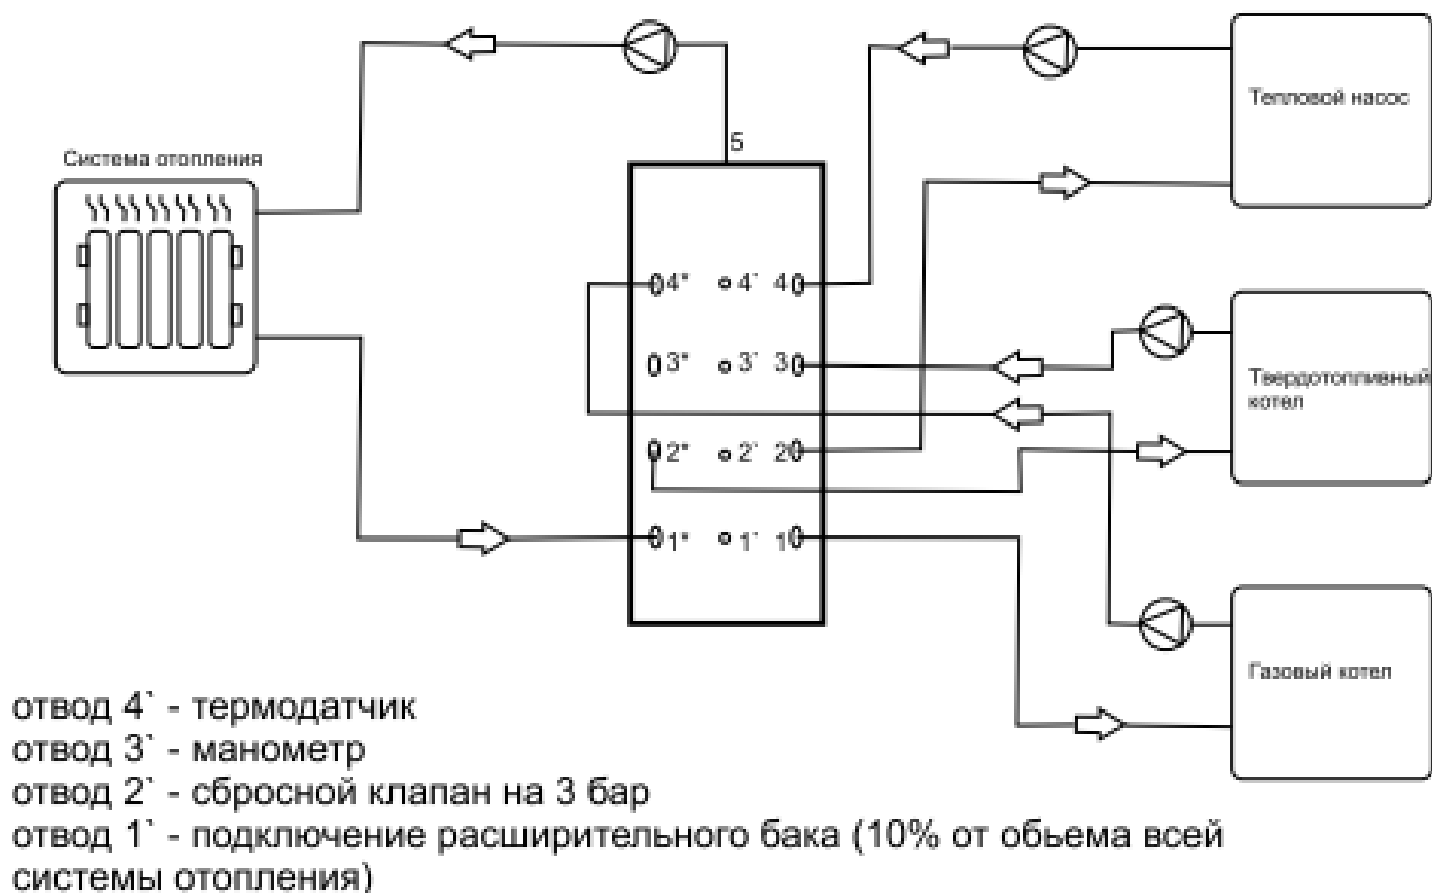 Тепловой насос
5
Система отопления
4" 4` 4
3" 3` 3
Твердотопливный
котел
2" 2` 2
1" 1` 1
Газовый котел
отвод 4` - термодатчик
отвод 3` - манометр
отвод 2` - сбросной клапан на 3 бар
отвод 1` - подключение расширительного бака (10% от обьема всей
системы отопления)